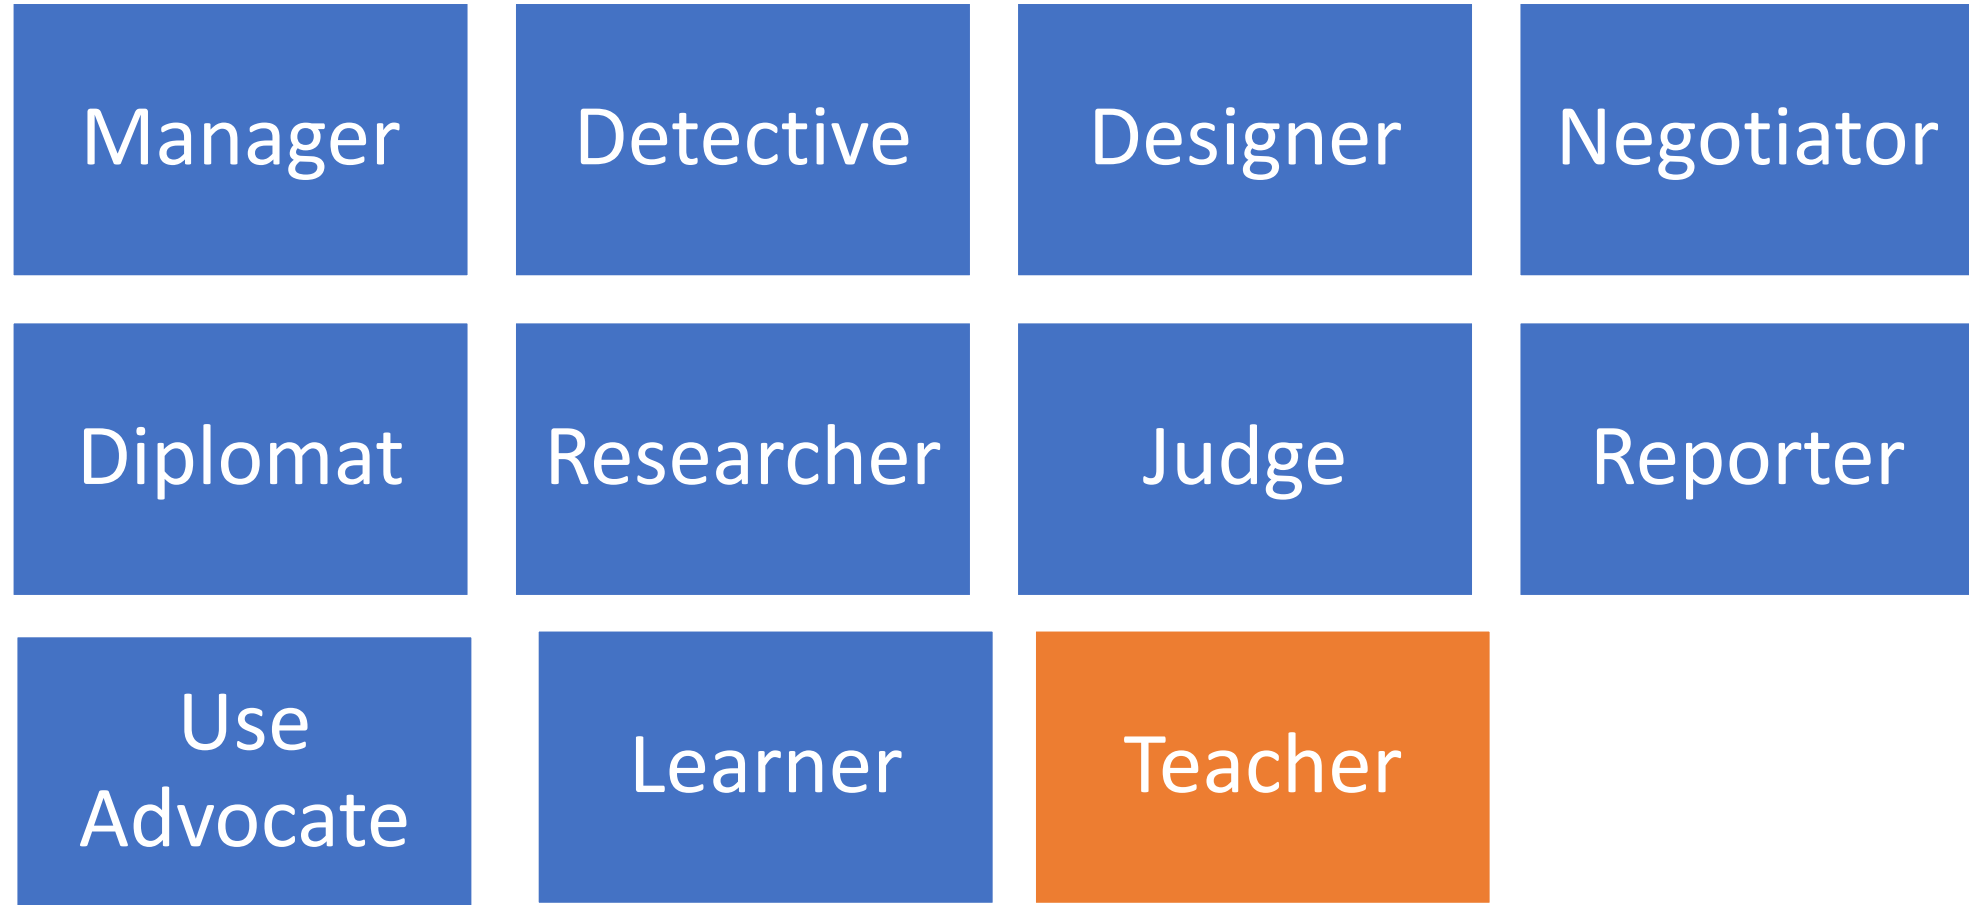 Manager
Detective
Designer
Negotiator
Diplomat
Researcher
Judge
Reporter
Use
Advocate
Learner
Teacher